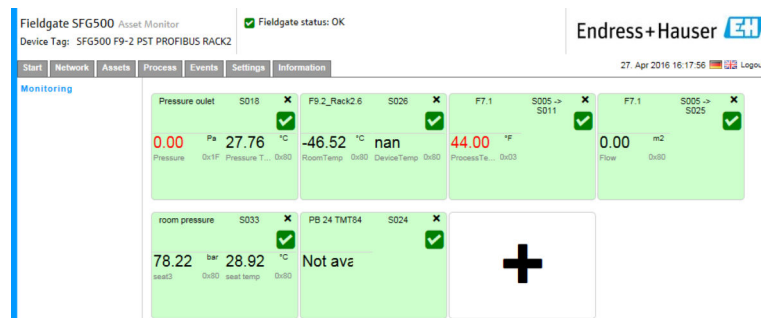 Fieldgate SFG500 Asset Monitor
Device Tag: SFG500 F9-2 PST PROFIBUS RACK2
Fieldgate status: OK
Endress+Hauser EH
Start Network Assets Process Events Settings Information
27. Apr 2016 16:17:56 Logou
Monitoring
Pressure oulet S018
0.00 Pa 27.76 °C
Pressure 0x1F Pressure T... 0x80
F9.2_Rack2.6 S026
-46.52 °C nan
RoomTemp 0x80 DeviceTemp 0x80
F7.1 S005 ->
S011
44.00 °F
ProcessTe... 0x03
F7.1 S005 ->
S025
0.00 m2
Flow 0x80
room pressure S033
78.22 bar 28.92 °C
seat3 0x80 seat temp 0x80
PB 24 TMT84 S024
Not ava